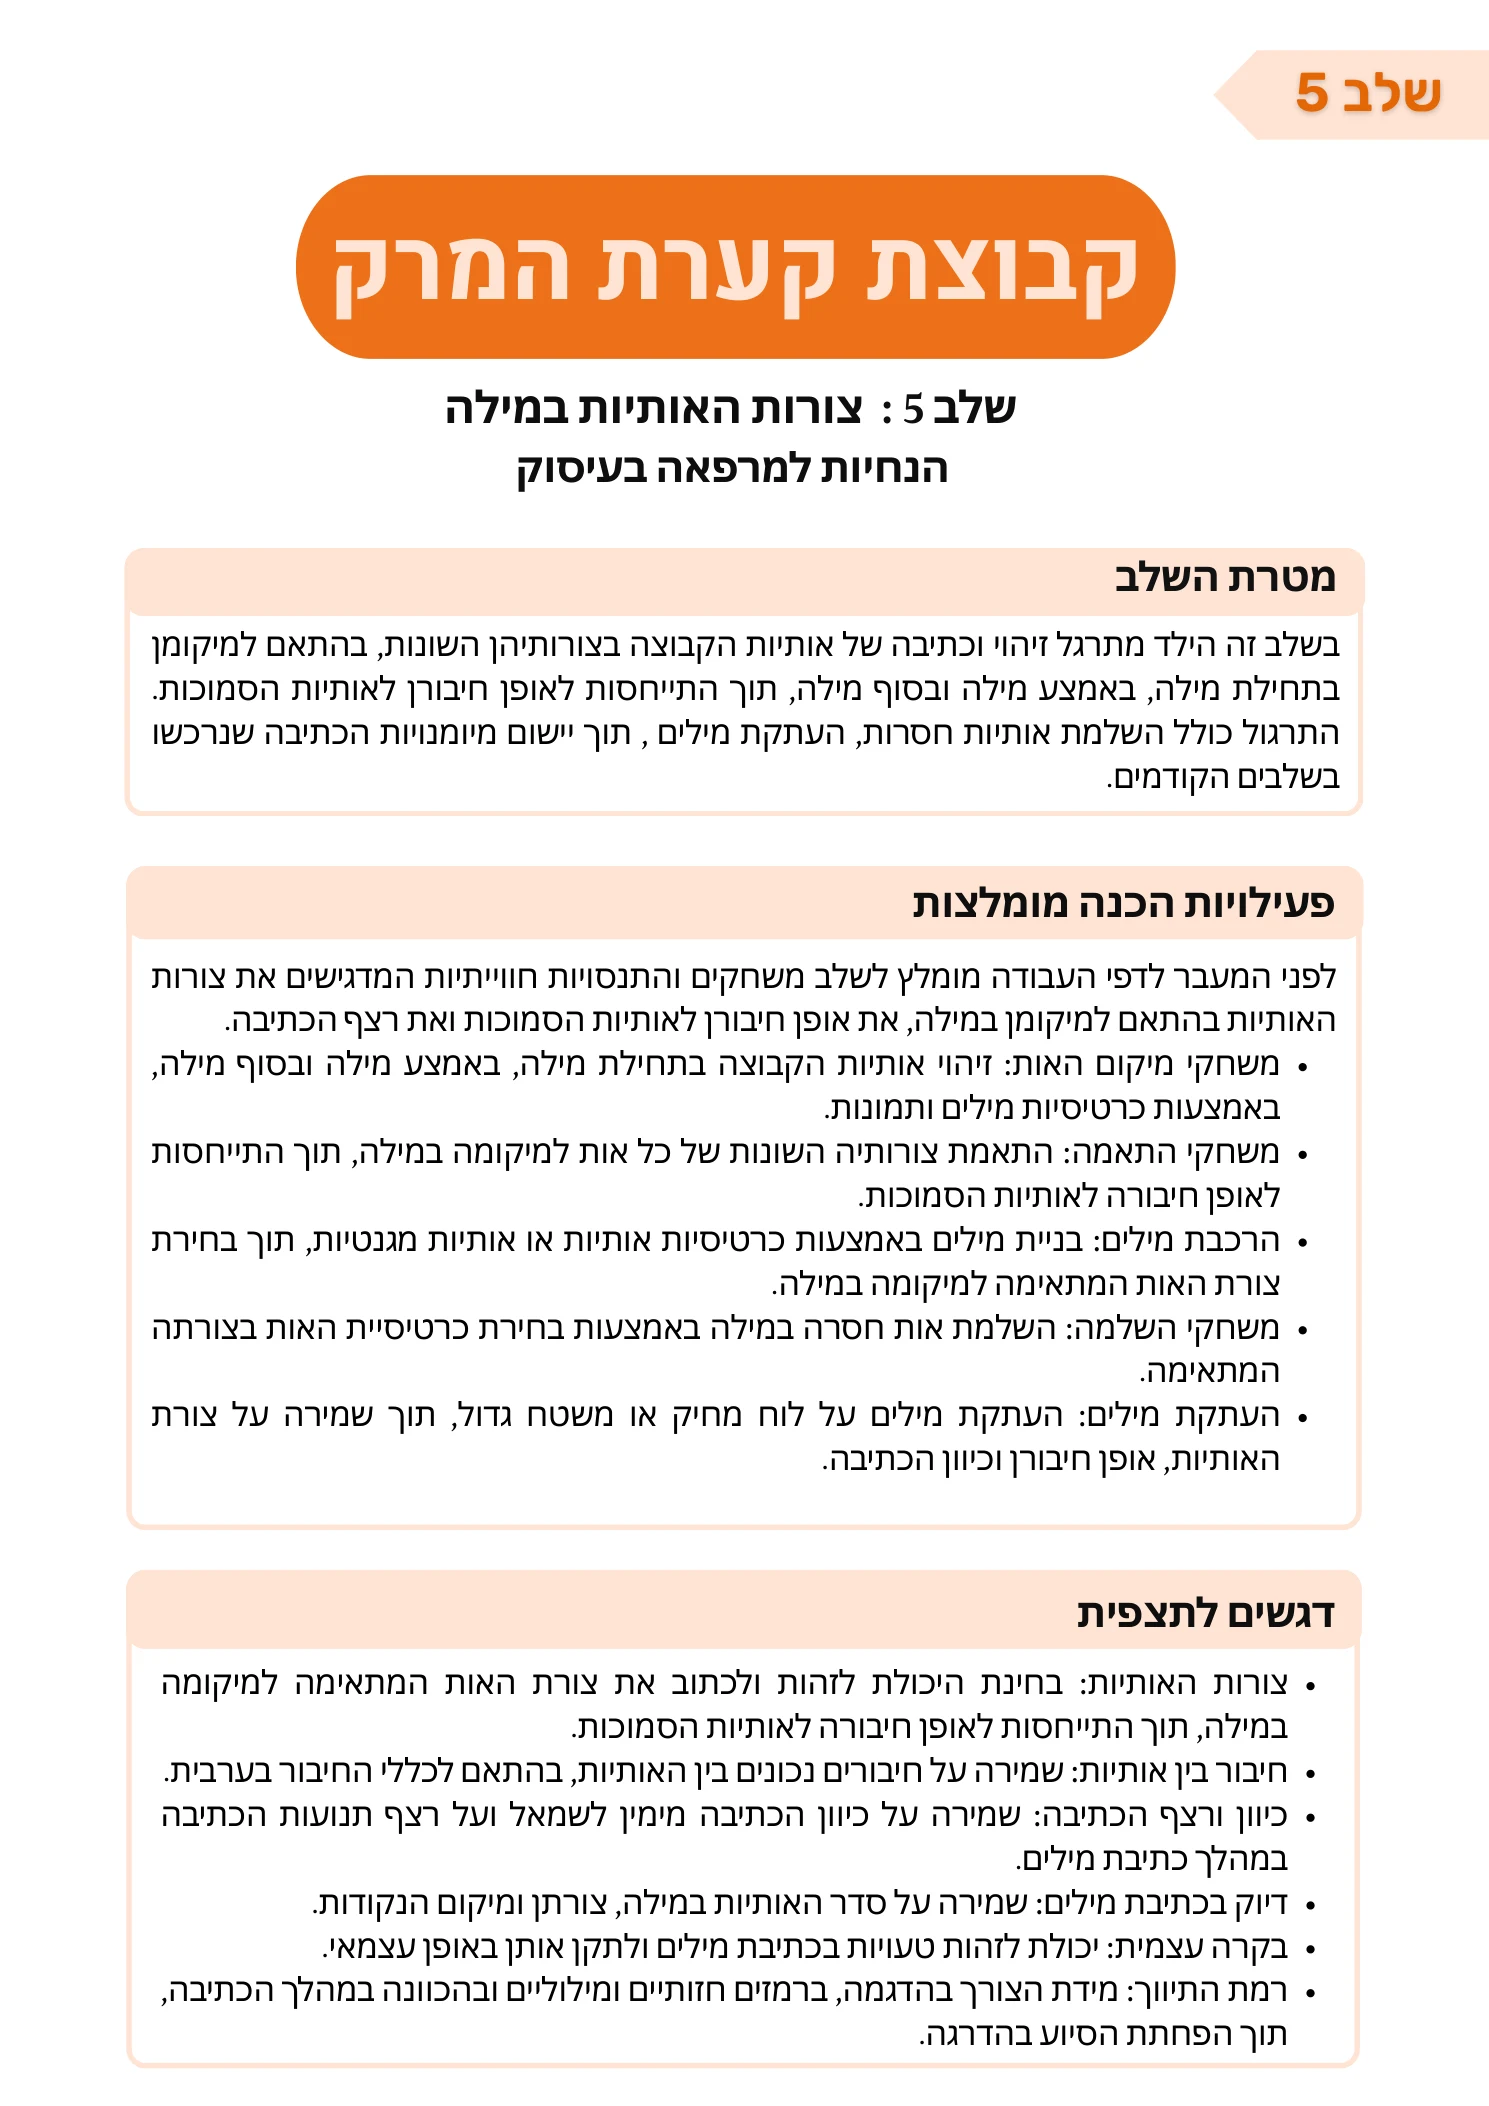 שלב 5
קבוצת קערת המרק
שלב 5 : צורות האותיות במילה
הנחיות למרפאה בעיסוק
מטרת השלב
בשלב זה הילד מתרגל זיהוי וכתיבה של אותיות הקבוצה בצורותיהן השונות, בהתאם למיקומן
בתחילת מילה, באמצע מילה ובסוף מילה, תוך התייחסות לאופן חיבורן לאותיות הסמוכות.
התרגול כולל השלמת אותיות חסרות, העתקת מילים , תוך יישום מיומנויות הכתיבה שנרכשו
בשלבים הקודמים.
פעילויות הכנה מומלצות
לפני המעבר לדפי העבודה מומלץ לשלב משחקים והתנסויות חווייתיות המדגישים את צורות
האותיות בהתאם למיקומן במילה, את אופן חיבורן לאותיות הסמוכות ואת רצף הכתיבה.
• משחקי מיקום האות: זיהוי אותיות הקבוצה בתחילת מילה, באמצע מילה ובסוף מילה,
באמצעות כרטיסיות מילים ותמונות.
• משחקי התאמה: התאמת צורותיה השונות של כל אות למיקומה במילה, תוך התייחסות
לאופן חיבורה לאותיות הסמוכות.
• הרכבת מילים: בניית מילים באמצעות כרטיסיות אותיות או אותיות מגנטיות, תוך בחירת
צורת האות המתאימה למיקומה במילה.
• משחקי השלמה: השלמת אות חסרה במילה באמצעות בחירת כרטיסיית האות בצורתה
המתאימה.
• העתקת מילים: העתקת מילים על לוח מחיק או משטח גדול, תוך שמירה על צורת
האותיות, אופן חיבורן וכיוון הכתיבה.
דגשים לתצפית
• צורות האותיות: בחינת היכולת לזהות ולכתוב את צורת האות המתאימה למיקומה
במילה, תוך התייחסות לאופן חיבורה לאותיות הסמוכות.
• חיבור בין אותיות: שמירה על חיבורים נכונים בין האותיות, בהתאם לכללי החיבור בערבית.
• כיוון ורצף הכתיבה: שמירה על כיוון הכתיבה מימין לשמאל ועל רצף תנועות הכתיבה
במהלך כתיבת מילים.
• דיוק בכתיבת מילים: שמירה על סדר האותיות במילה, צורתן ומיקום הנקודות.
• בקרה עצמית: יכולת לזהות טעויות בכתיבת מילים ולתקן אותן באופן עצמאי.
• רמת התיווך: מידת הצורך בהדגמה, ברמזים חזותיים ומילוליים ובהכוונה במהלך הכתיבה,
תוך הפחתת הסיוע בהדרגה.